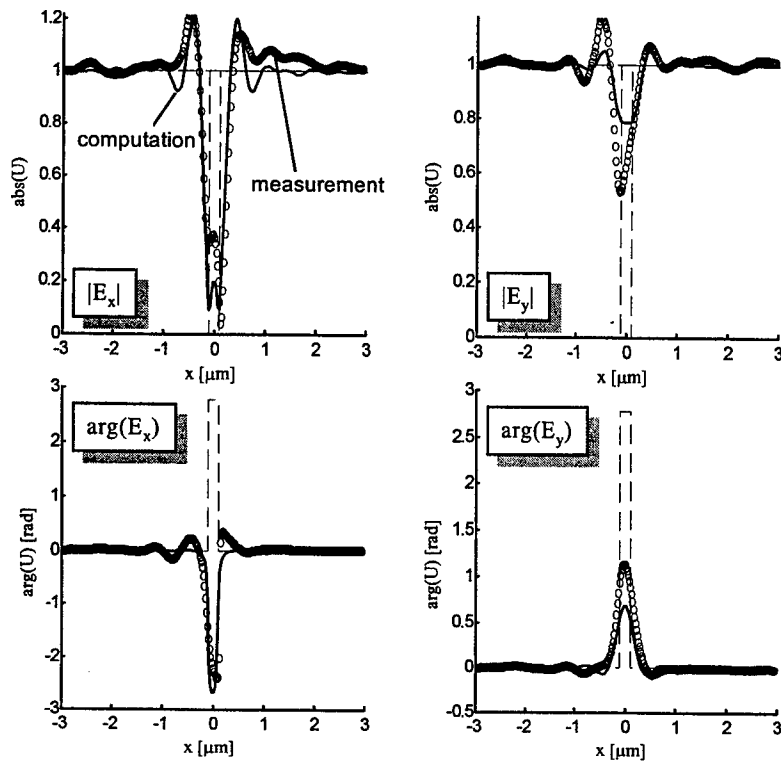 1.2
1
0.8
0.6
0.4
0.2
0
abs(U)
computation
measurement
|E_x|
-3 -2 -1 0 1 2 3
x [μm]
1
0.8
0.6
0.4
0.2
0
abs(U)
|E_y|
-3 -2 -1 0 1 2 3
x [μm]
3
2
1
0
-1
-2
-3
arg(U) [rad]
arg(E_x)
-3 -2 -1 0 1 2 3
x [μm]
3
2.5
2
1.5
1
0.5
0
-0.5
arg(U) [rad]
arg(E_y)
-3 -2 -1 0 1 2 3
x [μm]